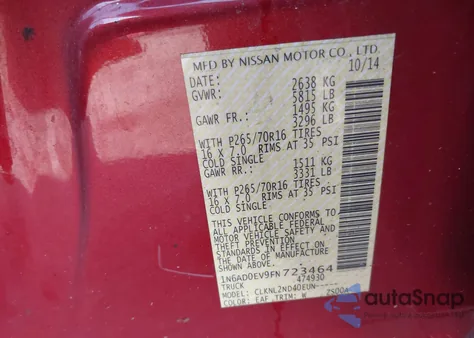 MFD BY NISSAN MOTOR CO., LTD.
DATE: 10/14
GVWR: 2638 KG
5815 LB
GAWR FR.: 1495 KG
3296 LB
WITH P265/70R16 TIRES
16 x 7.0 RIMS AT 35 PSI
COLD SINGLE
GAWR RR.: 1511 KG
3331 LB
WITH P265/70R16 TIRES
16 x 7.0 RIMS AT 35 PSI
COLD SINGLE
THIS VEHICLE CONFORMS TO
ALL APPLICABLE FEDERAL
MOTOR VEHICLE SAFETY AND
THEFT PREVENTION
STANDARDS IN EFFECT ON
THE DATE OF MANUFACTURE
SHOWN ABOVE.
1N6AD0EV9FN723464
TRUCK 474930
MODEL: CLKNL2ND40EUN-----
COLOR: EAF TRIM: W
autoSnap